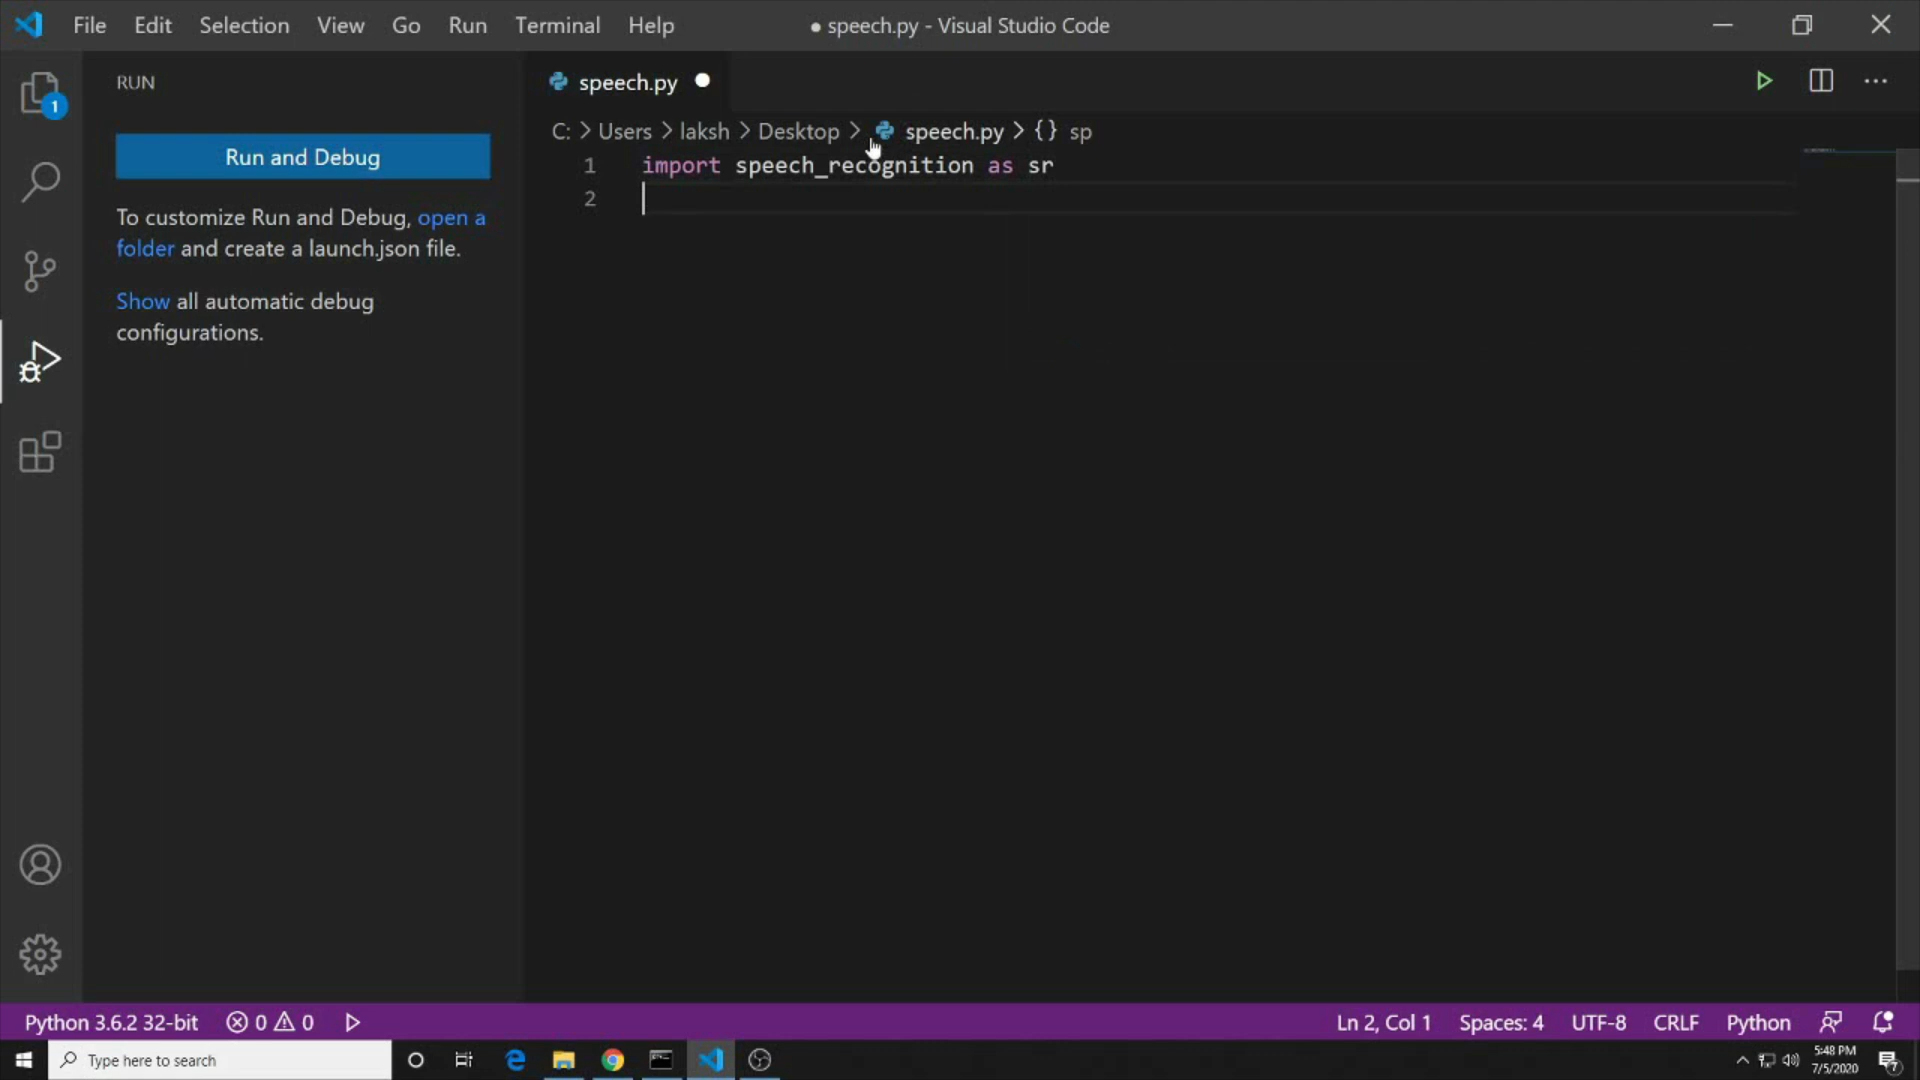 File Edit Selection View Go Run Terminal Help
● speech.py - Visual Studio Code
1
RUN
Run and Debug
To customize Run and Debug, open a
folder and create a launch.json file.
Show all automatic debug
configurations.
speech.py
C: > Users > laksh > Desktop > speech.py > {} sp
1 import speech_recognition as sr
2
Python 3.6.2 32-bit 0 0
Ln 2, Col 1 Spaces: 4 UTF-8 CRLF Python
Type here to search
5:48 PM
7/5/2020
7